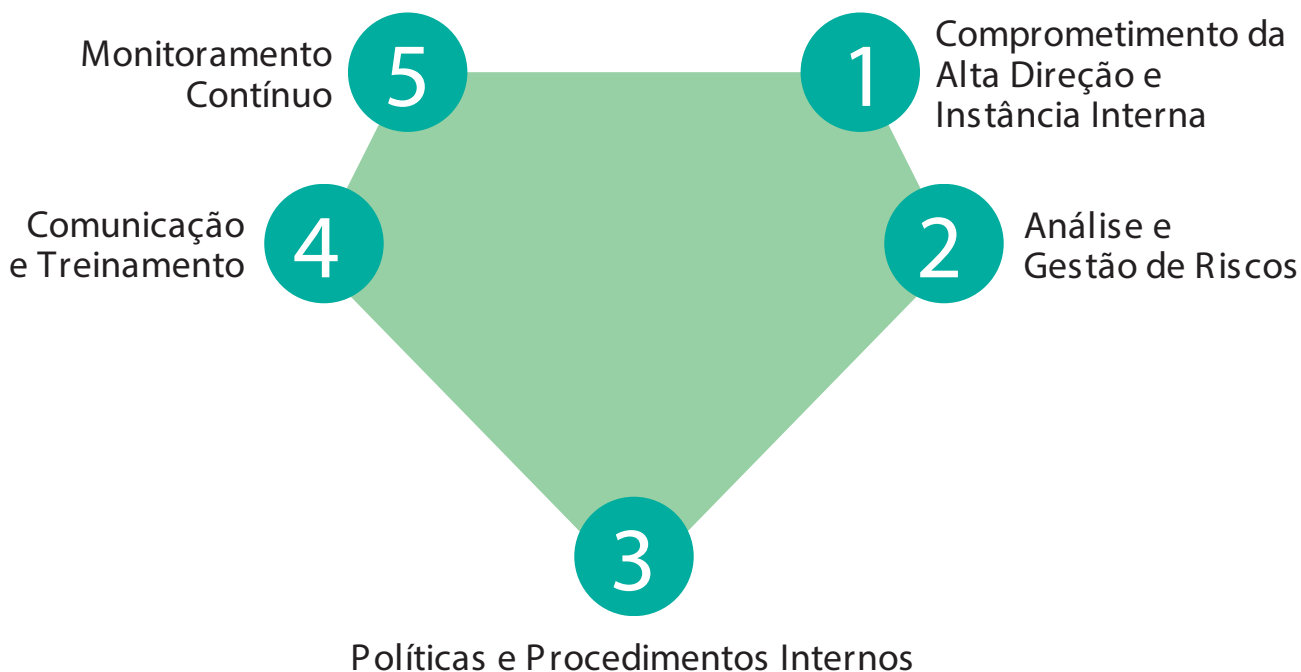 1
Comprometimento da
Alta Direção e
Instância Interna
2
Análise e
Gestão de Riscos
3
Políticas e Procedimentos Internos
4
Comunicação
e Treinamento
5
Monitoramento
Contínuo